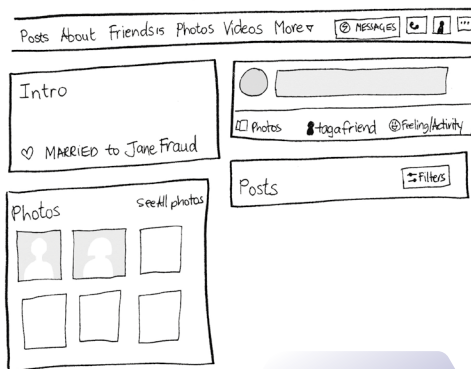 Posts About Friends 15 Photos Videos More MESSAGES
Intro
MARRIED to Jane Fraud
Photos tag a friend Feeling/Activity
Posts Filters
Photos See All photos